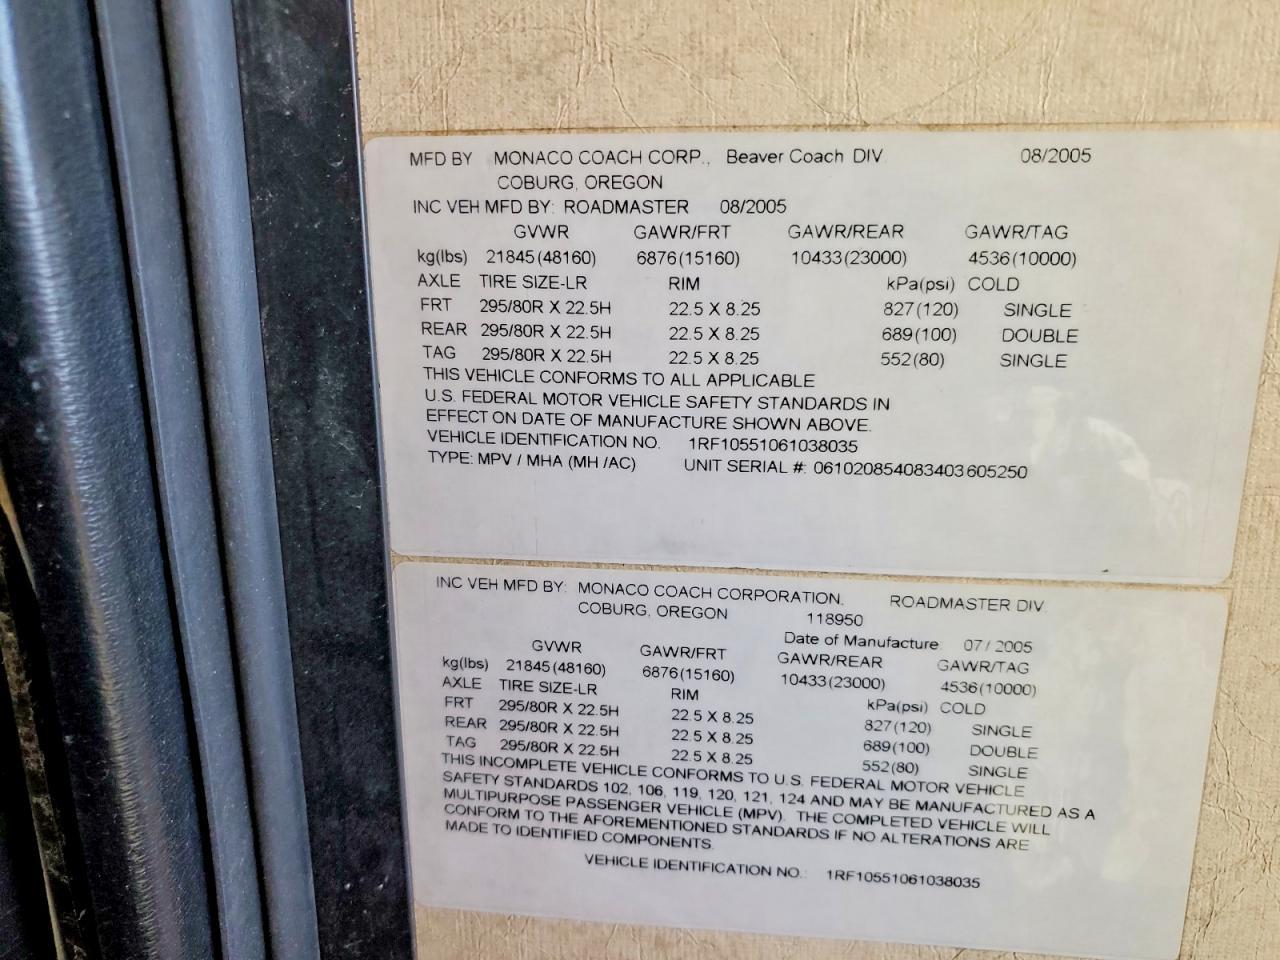 MFD BY MONACO COACH CORP., Beaver Coach DIV. 08/2005
COBURG, OREGON
INC VEH MFD BY: ROADMASTER 08/2005
GVWR GAWR/FRT GAWR/REAR GAWR/TAG
kg(lbs) 21845(48160) 6876(15160) 10433(23000) 4536(10000)
AXLE TIRE SIZE-LR RIM kPa(psi) COLD
FRT 295/80R X 22.5H 22.5 X 8.25 827(120) SINGLE
REAR 295/80R X 22.5H 22.5 X 8.25 689(100) DOUBLE
TAG 295/80R X 22.5H 22.5 X 8.25 552(80) SINGLE
THIS VEHICLE CONFORMS TO ALL APPLICABLE
U.S. FEDERAL MOTOR VEHICLE SAFETY STANDARDS IN
EFFECT ON DATE OF MANUFACTURE SHOWN ABOVE.
VEHICLE IDENTIFICATION NO. 1RF10551061038035
TYPE: MPV / MHA (MH /AC) UNIT SERIAL #: 061020854083403605250
INC VEH MFD BY: MONACO COACH CORPORATION, ROADMASTER DIV.
COBURG, OREGON 118950
Date of Manufacture: 07/2005
GVWR GAWR/FRT GAWR/REAR GAWR/TAG
kg(lbs) 21845(48160) 6876(15160) 10433(23000) 4536(10000)
AXLE TIRE SIZE-LR RIM kPa(psi) COLD
FRT 295/80R X 22.5H 22.5 X 8.25 827(120) SINGLE
REAR 295/80R X 22.5H 22.5 X 8.25 689(100) DOUBLE
TAG 295/80R X 22.5H 22.5 X 8.25 552(80) SINGLE
THIS INCOMPLETE VEHICLE CONFORMS TO U.S. FEDERAL MOTOR VEHICLE
SAFETY STANDARDS 102, 106, 119, 120, 121, 124 AND MAY BE MANUFACTURED AS A
MULTIPURPOSE PASSENGER VEHICLE (MPV). THE COMPLETED VEHICLE WILL
CONFORM TO THE AFOREMENTIONED STANDARDS IF NO ALTERATIONS ARE
MADE TO IDENTIFIED COMPONENTS.
VEHICLE IDENTIFICATION NO.: 1RF10551061038035